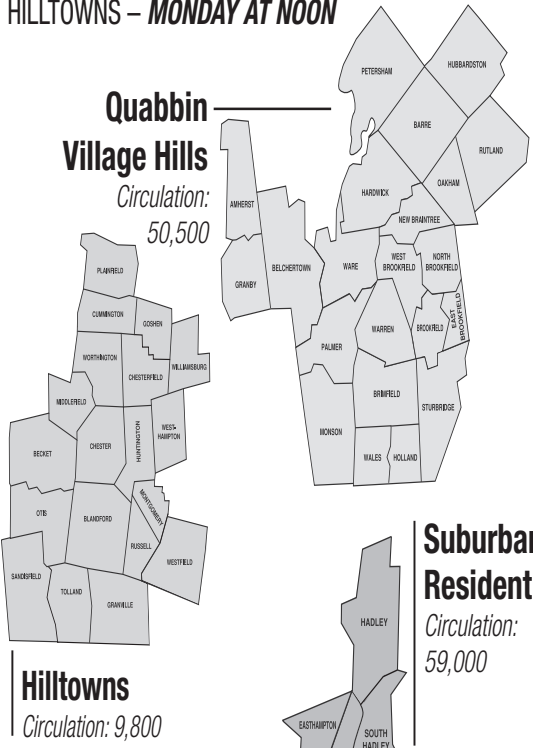 HILLTOWNS – MONDAY AT NOON
Quabbin
Village Hills
Circulation:
50,500
PETERSHAM
HUBBARDSTON
BARRE
RUTLAND
HARDWICK
OAKHAM
NEW BRAINTREE
AMHERST
BELCHERTOWN
GRANBY
WARE
WEST
BROOKFIELD
NORTH
BROOKFIELD
PALMER
WARREN
BROOKFIELD
EAST
BROOKFIELD
BRIMFIELD
STURBRIDGE
MONSON
WALES
HOLLAND
PLAINFIELD
CUMMINGTON
GOSHEN
WORTHINGTON
CHESTERFIELD
WILLIAMSBURG
MIDDLEFIELD
BECKET
CHESTER
HUNTINGTON
WEST-
HAMPTON
OTIS
BLANDFORD
MONTGOMERY
RUSSELL
WESTFIELD
SANDISFIELD
TOLLAND
GRANVILLE
Hilltowns
Circulation: 9,800
Suburban
Resident
Circulation:
59,000
HADLEY
EASTHAMPTON
SOUTH
HADLEY